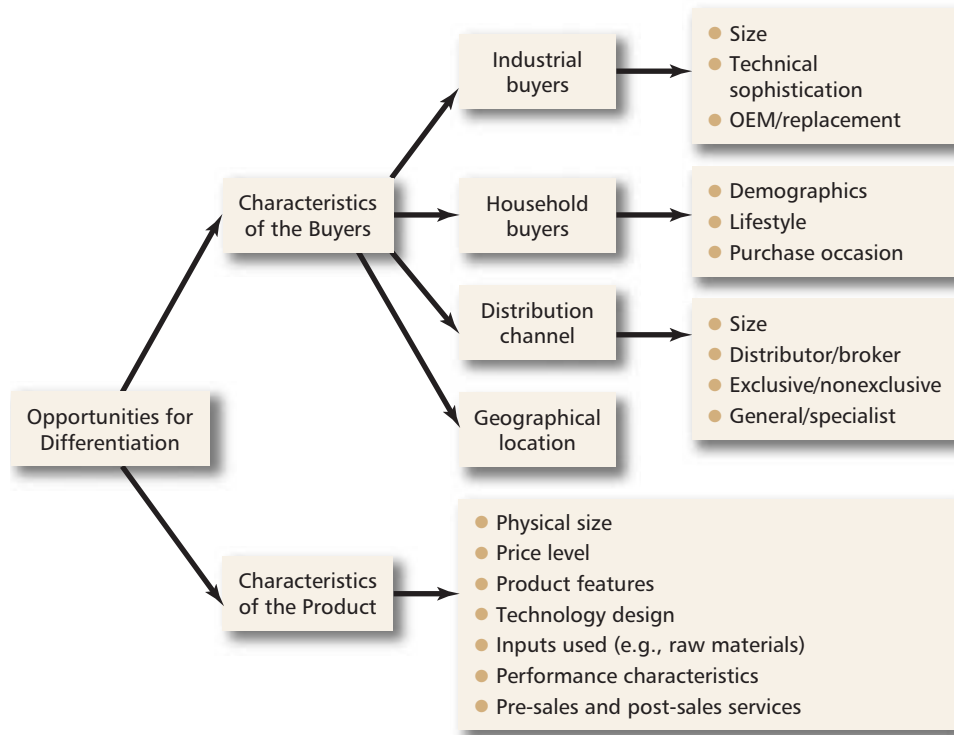 Industrial
buyers
Size
Technical
sophistication
OEM/replacement
Characteristics
of the Buyers
Household
buyers
Demographics
Lifestyle
Purchase occasion
Distribution
channel
Size
Distributor/broker
Exclusive/nonexclusive
General/specialist
Opportunities for
Differentiation
Geographical
location
Characteristics
of the Product
Physical size
Price level
Product features
Technology design
Inputs used (e.g., raw materials)
Performance characteristics
Pre-sales and post-sales services